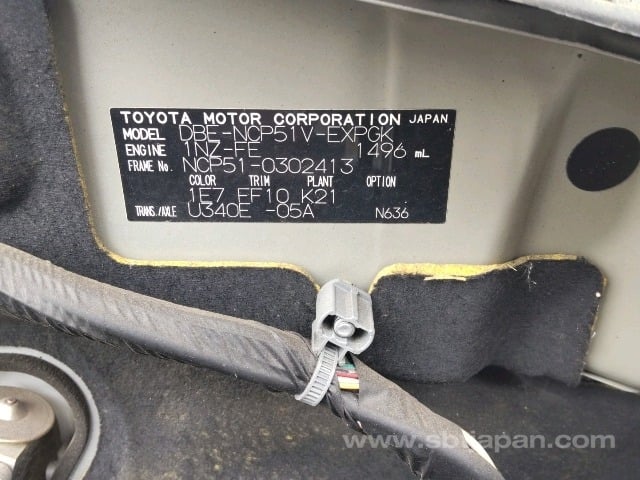 TOYOTA MOTOR CORPORATION JAPAN
MODEL DBE-NCP51V-EXPGK
ENGINE 1NZ-FE 1496 mL
FRAME No. NCP51-0302413
COLOR TRIM PLANT OPTION
1E7 FF10 K21
TRANS./AXLE U340E -05A N636
www.sbtjapan.com